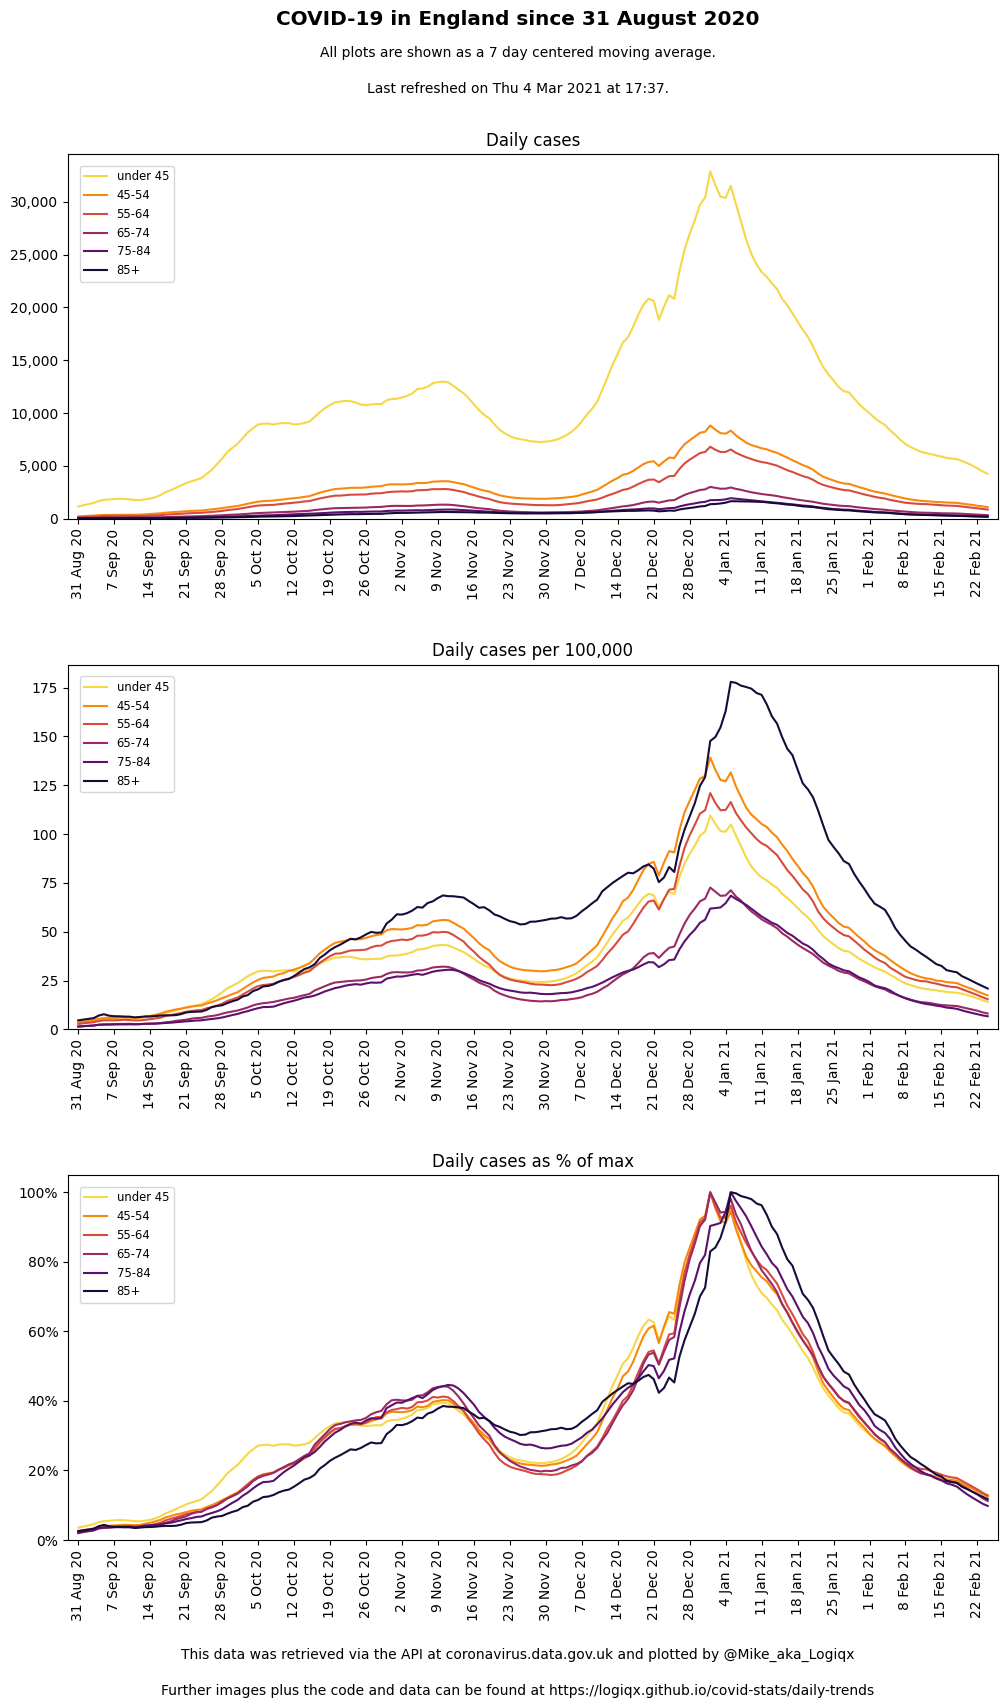 COVID-19 in England since 31 August 2020
All plots are shown as a 7 day centered moving average.
Last refreshed on Thu 4 Mar 2021 at 17:37.
Daily cases
under 45
45-54
55-64
65-74
75-84
85+
30,000
25,000
20,000
15,000
10,000
5,000
0
31 Aug 20
7 Sep 20
14 Sep 20
21 Sep 20
28 Sep 20
5 Oct 20
12 Oct 20
19 Oct 20
26 Oct 20
2 Nov 20
9 Nov 20
16 Nov 20
23 Nov 20
30 Nov 20
7 Dec 20
14 Dec 20
21 Dec 20
28 Dec 20
4 Jan 21
11 Jan 21
18 Jan 21
25 Jan 21
1 Feb 21
8 Feb 21
15 Feb 21
22 Feb 21
Daily cases per 100,000
under 45
45-54
55-64
65-74
75-84
85+
175
150
125
100
75
50
25
0
31 Aug 20
7 Sep 20
14 Sep 20
21 Sep 20
28 Sep 20
5 Oct 20
12 Oct 20
19 Oct 20
26 Oct 20
2 Nov 20
9 Nov 20
16 Nov 20
23 Nov 20
30 Nov 20
7 Dec 20
14 Dec 20
21 Dec 20
28 Dec 20
4 Jan 21
11 Jan 21
18 Jan 21
25 Jan 21
1 Feb 21
8 Feb 21
15 Feb 21
22 Feb 21
Daily cases as % of max
under 45
45-54
55-64
65-74
75-84
85+
100%
80%
60%
40%
20%
0%
31 Aug 20
7 Sep 20
14 Sep 20
21 Sep 20
28 Sep 20
5 Oct 20
12 Oct 20
19 Oct 20
26 Oct 20
2 Nov 20
9 Nov 20
16 Nov 20
23 Nov 20
30 Nov 20
7 Dec 20
14 Dec 20
21 Dec 20
28 Dec 20
4 Jan 21
11 Jan 21
18 Jan 21
25 Jan 21
1 Feb 21
8 Feb 21
15 Feb 21
22 Feb 21
This data was retrieved via the API at coronavirus.data.gov.uk and plotted by @Mike_aka_Logiqx
Further images plus the code and data can be found at https://logiqx.github.io/covid-stats/daily-trends